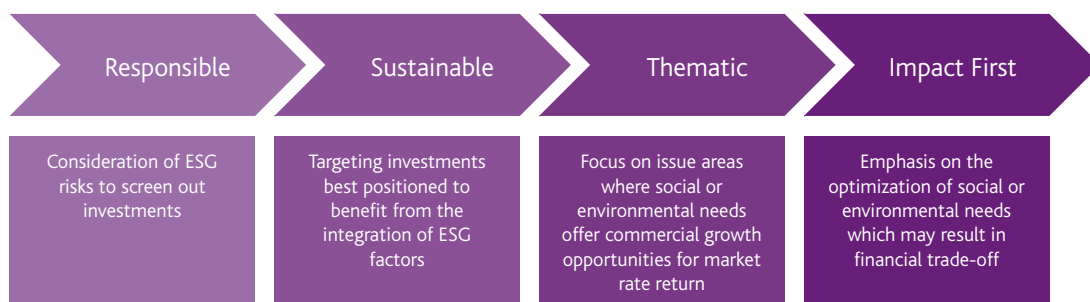 Responsible
Sustainable
Thematic
Impact First
Consideration of ESG
risks to screen out
investments
Targeting investments
best positioned to
benefit from the
integration of ESG
factors
Focus on issue areas
where social or
environmental needs
offer commercial growth
opportunities for market
rate return
Emphasis on the
optimization of social or
environmental needs
which may result in
financial trade-off